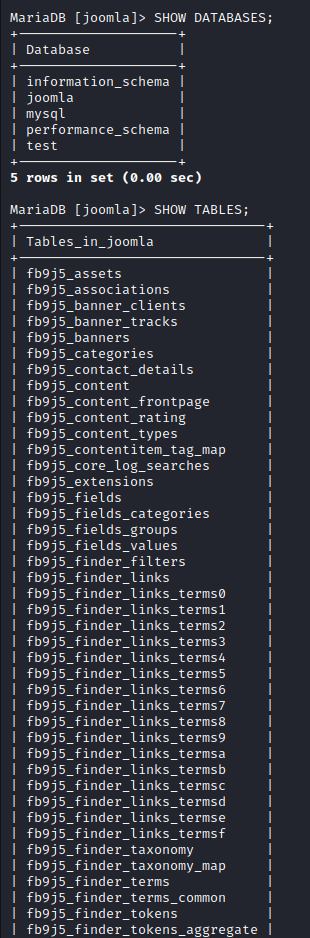 MariaDB [joomla]> SHOW DATABASES;
+--------------------+
| Database           |
+--------------------+
| information_schema |
| joomla             |
| mysql              |
| performance_schema |
| test               |
+--------------------+
5 rows in set (0.00 sec)
MariaDB [joomla]> SHOW TABLES;
+-------------------------------+
| Tables_in_joomla              |
+-------------------------------+
| fb9j5_assets                  |
| fb9j5_associations            |
| fb9j5_banner_clients          |
| fb9j5_banner_tracks           |
| fb9j5_banners                 |
| fb9j5_categories              |
| fb9j5_contact_details         |
| fb9j5_content                 |
| fb9j5_content_frontpage       |
| fb9j5_content_rating          |
| fb9j5_content_types           |
| fb9j5_contentitem_tag_map     |
| fb9j5_core_log_searches       |
| fb9j5_extensions              |
| fb9j5_fields                  |
| fb9j5_fields_categories       |
| fb9j5_fields_groups           |
| fb9j5_fields_values           |
| fb9j5_finder_filters          |
| fb9j5_finder_links            |
| fb9j5_finder_links_terms0     |
| fb9j5_finder_links_terms1     |
| fb9j5_finder_links_terms2     |
| fb9j5_finder_links_terms3     |
| fb9j5_finder_links_terms4     |
| fb9j5_finder_links_terms5     |
| fb9j5_finder_links_terms6     |
| fb9j5_finder_links_terms7     |
| fb9j5_finder_links_terms8     |
| fb9j5_finder_links_terms9     |
| fb9j5_finder_links_termsa     |
| fb9j5_finder_links_termsb     |
| fb9j5_finder_links_termsc     |
| fb9j5_finder_links_termsd     |
| fb9j5_finder_links_termse     |
| fb9j5_finder_links_termsf     |
| fb9j5_finder_taxonomy         |
| fb9j5_finder_taxonomy_map     |
| fb9j5_finder_terms            |
| fb9j5_finder_terms_common     |
| fb9j5_finder_tokens           |
| fb9j5_finder_tokens_aggregate |